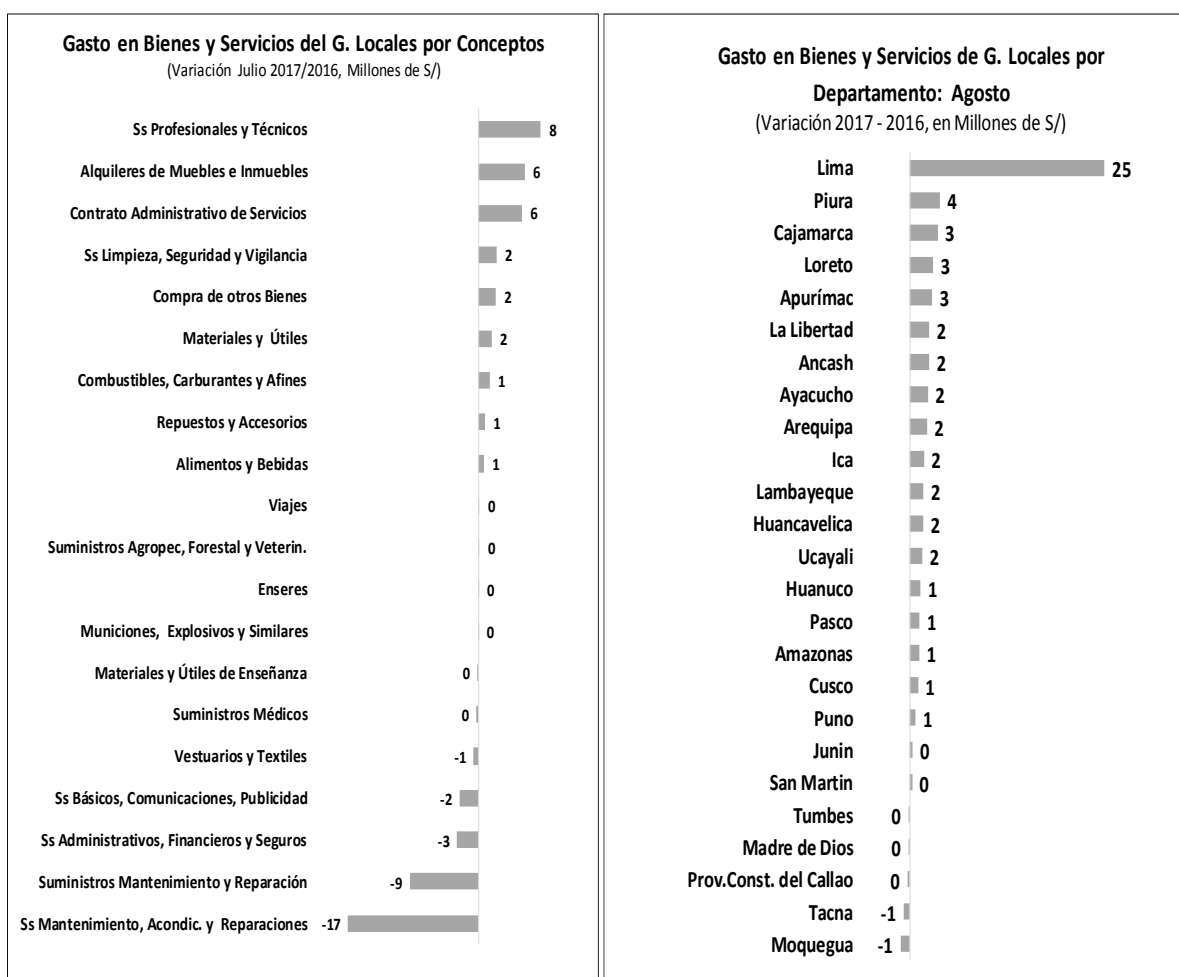 Gasto en Bienes y Servicios del G. Locales por Conceptos
(Variación Julio 2017/2016, Millones de S/)
Ss Profesionales y Técnicos 8
Alquileres de Muebles e Inmuebles 6
Contrato Administrativo de Servicios 6
Ss Limpieza, Seguridad y Vigilancia 2
Compra de otros Bienes 2
Materiales y Útiles 2
Combustibles, Carburantes y Afines 1
Repuestos y Accesorios 1
Alimentos y Bebidas 1
Viajes 0
Suministros Agropec, Forestal y Veterin. 0
Enseres 0
Municiones, Explosivos y Similares 0
Materiales y Útiles de Enseñanza 0
Suministros Médicos 0
Vestuarios y Textiles -1
Ss Básicos, Comunicaciones, Publicidad -2
Ss Administrativos, Financieros y Seguros -3
Suministros Mantenimiento y Reparación -9
Ss Mantenimiento, Acondic. y Reparaciones -17
Gasto en Bienes y Servicios de G. Locales por
Departamento: Agosto
(Variación 2017 - 2016, en Millones de S/)
Lima 25
Piura 4
Cajamarca 3
Loreto 3
Apurímac 3
La Libertad 2
Ancash 2
Ayacucho 2
Arequipa 2
Ica 2
Lambayeque 2
Huancavelica 2
Ucayali 2
Huanuco 1
Pasco 1
Amazonas 1
Cusco 1
Puno 1
Junin 0
San Martin 0
Tumbes 0
Madre de Dios 0
Prov.Const. del Callao 0
Tacna -1
Moquegua -1